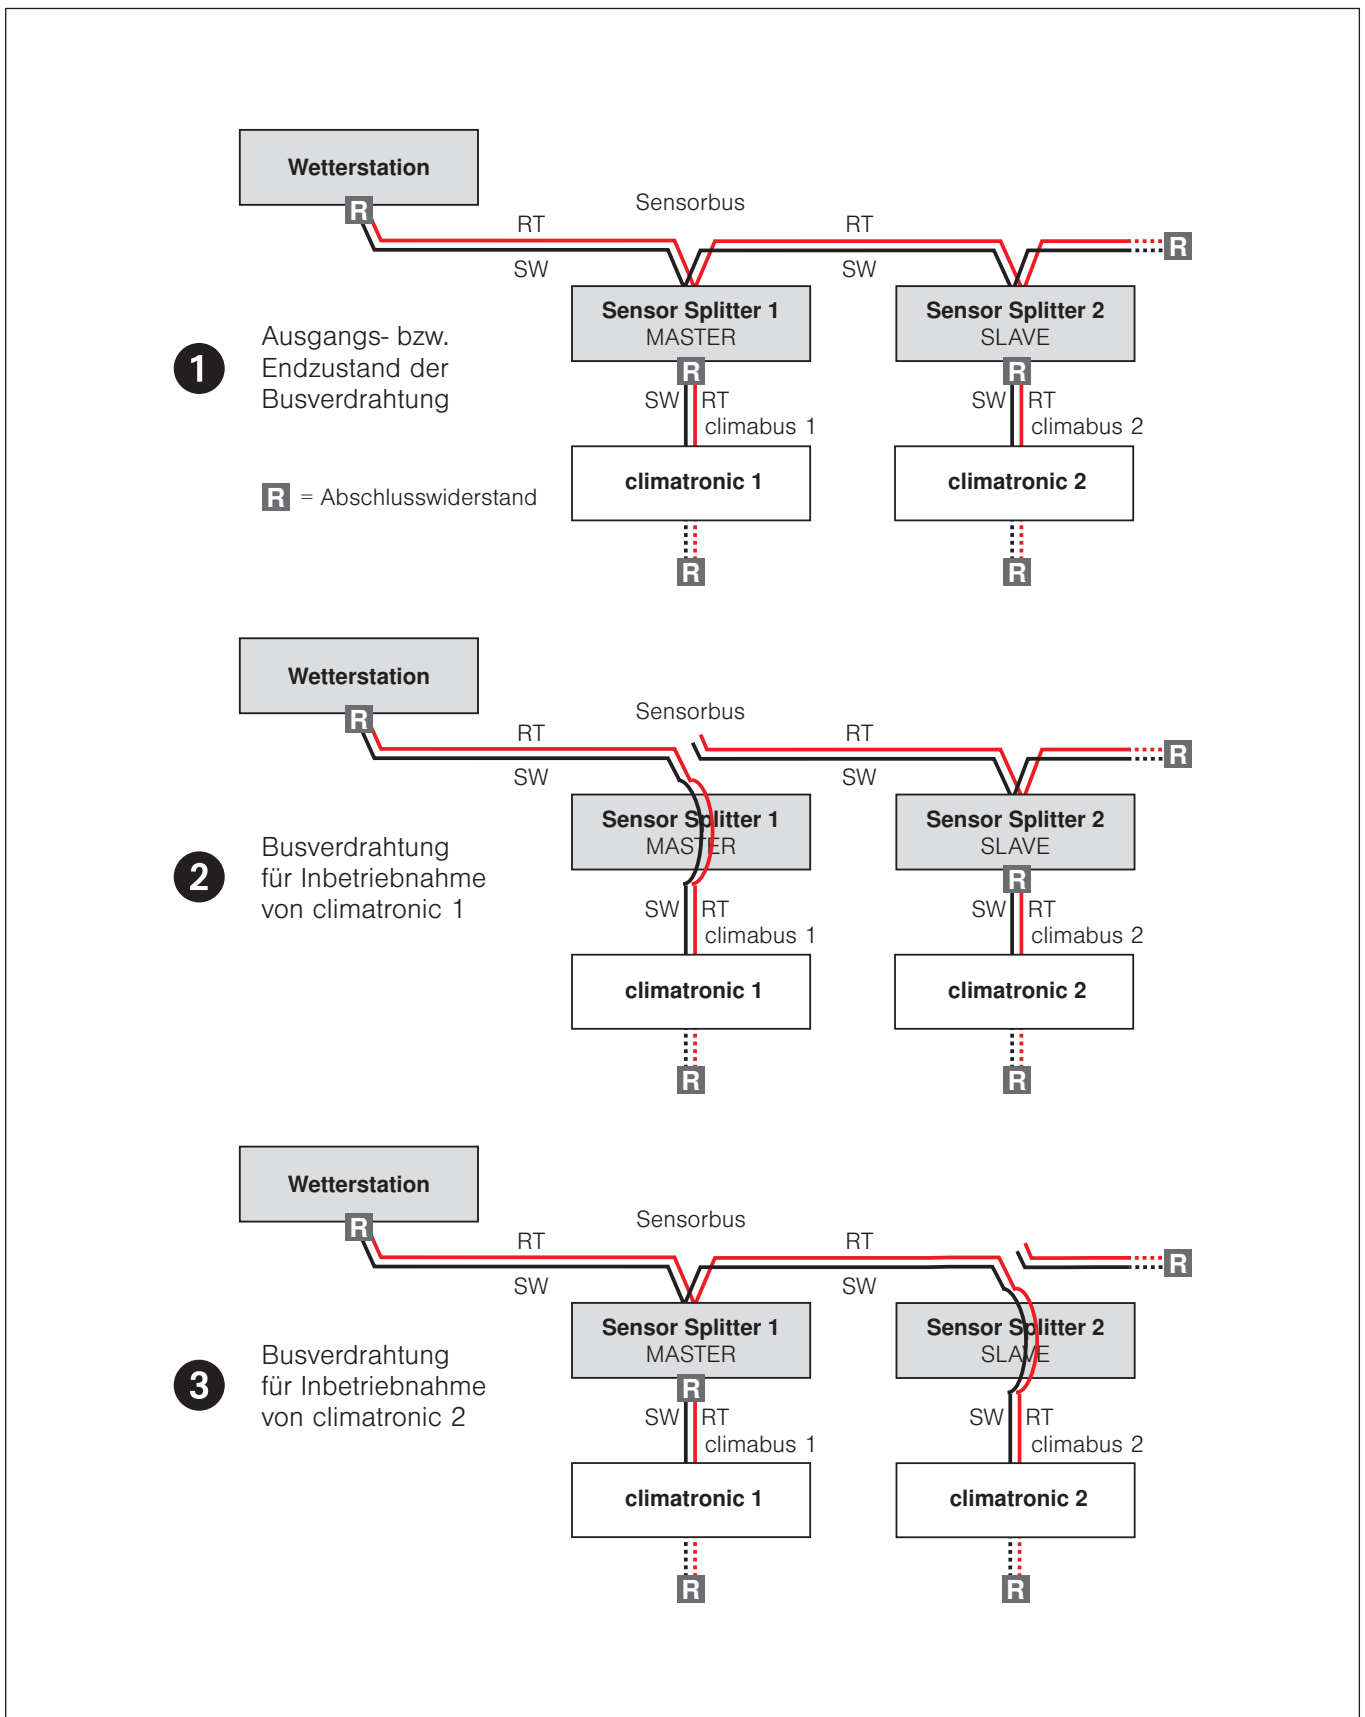 Wetterstation
R
Sensorbus
RT
RT
R
SW
SW
Sensor Splitter 1
MASTER
Sensor Splitter 2
SLAVE
1
Ausgangs- bzw.
Endzustand der
Busverdrahtung
R
R
SW
RT
climabus 1
SW
RT
climabus 2
climatronic 1
climatronic 2
R = Abschlusswiderstand
R
R
Wetterstation
R
Sensorbus
RT
RT
R
SW
SW
Sensor Splitter 1
MASTER
Sensor Splitter 2
SLAVE
2
Busverdrahtung
für Inbetriebnahme
von climatronic 1
R
SW
RT
climabus 1
SW
RT
climabus 2
climatronic 1
climatronic 2
R
R
Wetterstation
R
Sensorbus
RT
RT
R
SW
SW
Sensor Splitter 1
MASTER
Sensor Splitter 2
SLAVE
3
Busverdrahtung
für Inbetriebnahme
von climatronic 2
R
SW
RT
climabus 1
SW
RT
climabus 2
climatronic 1
climatronic 2
R
R